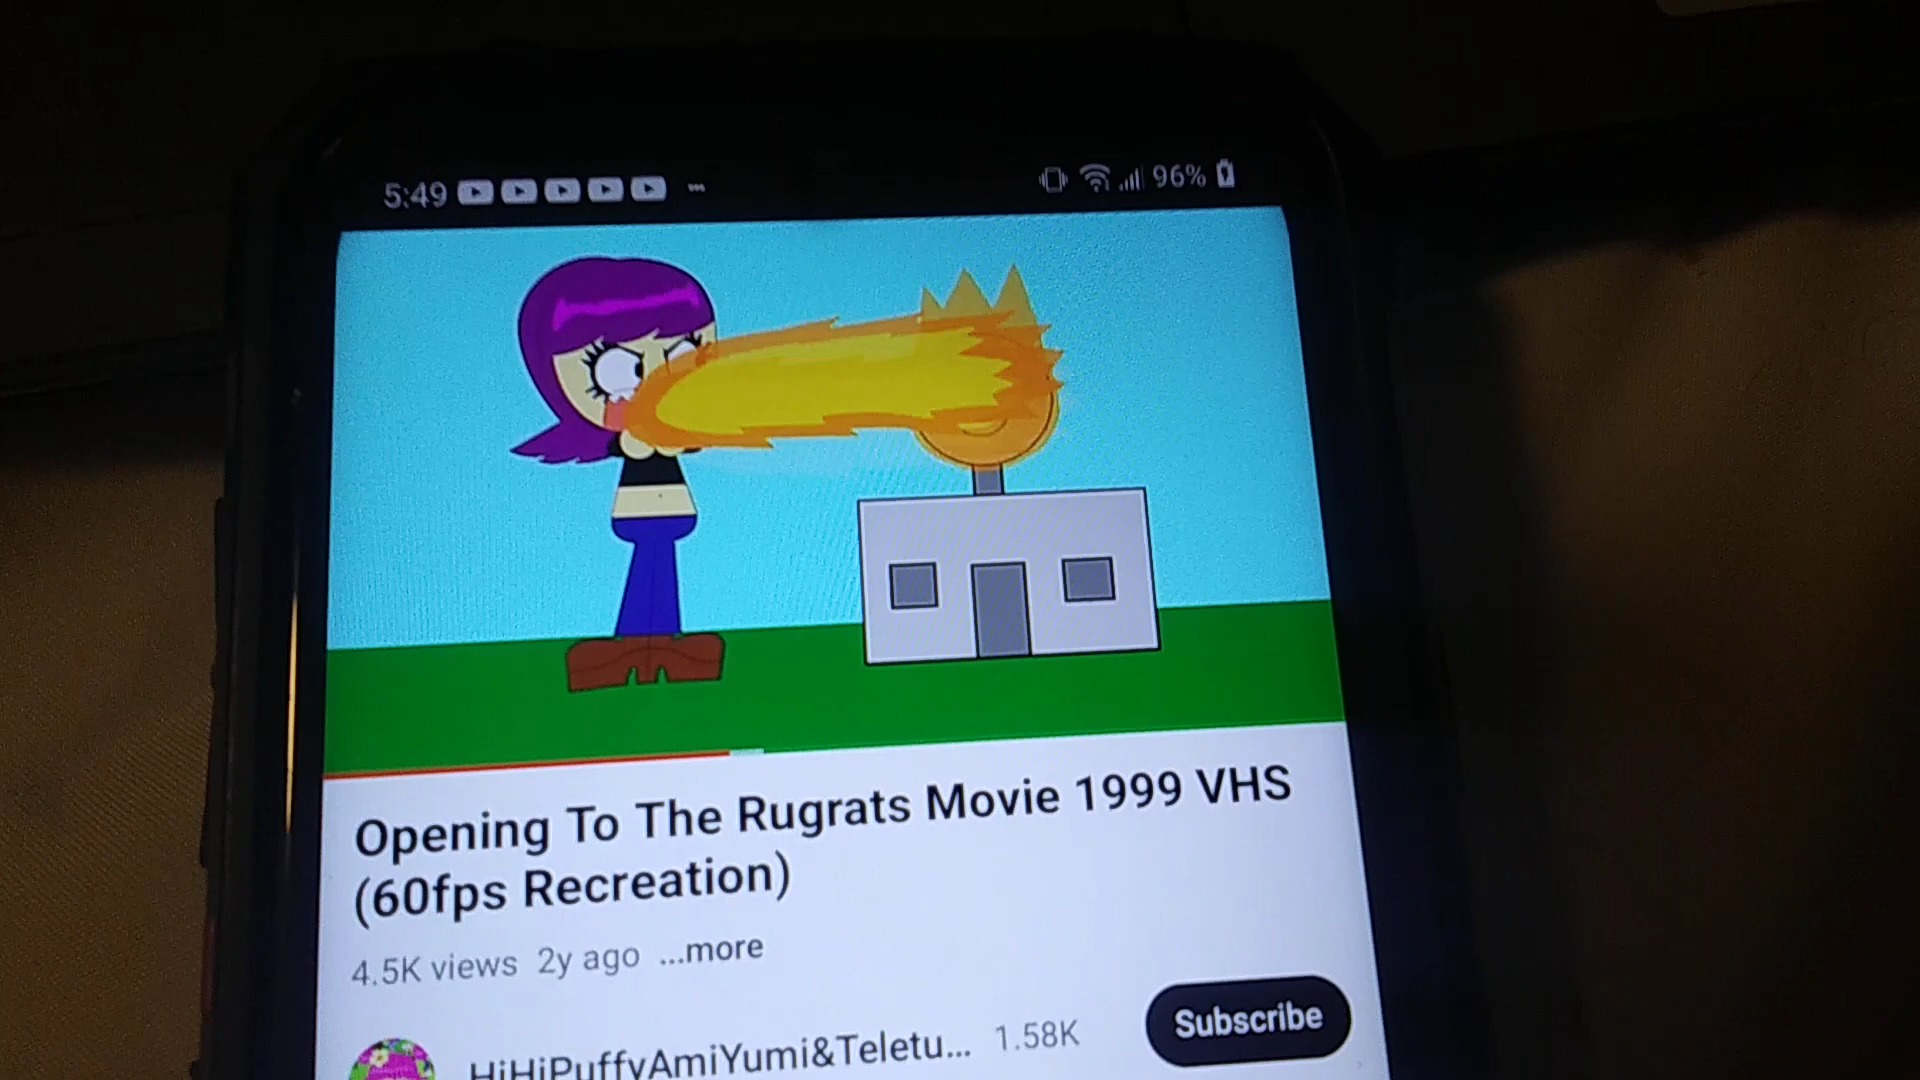 5:49 96%
Opening To The Rugrats Movie 1999 VHS
(60fps Recreation)
4.5K views 2y ago ...more
HiHiPuffyAmiYumi&Teletu... 1.58K Subscribe